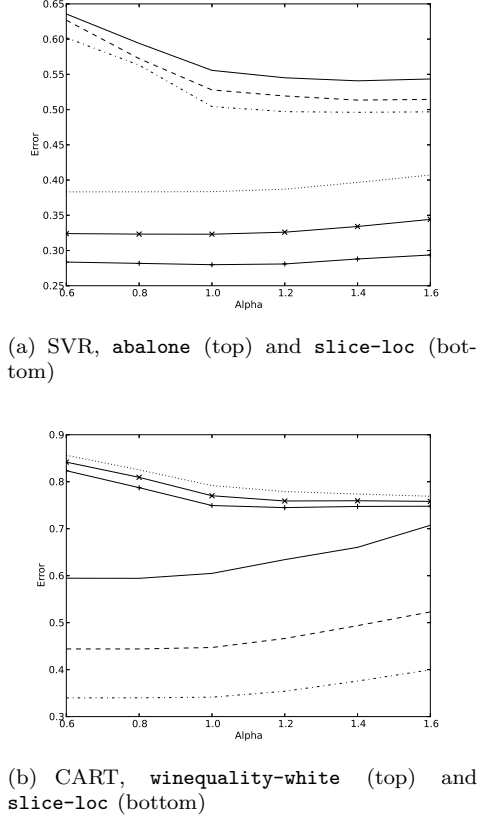 0.65
0.60
0.55
0.50
0.45
Error
0.40
0.35
0.30
0.25
0.6 0.8 1.0 1.2 1.4 1.6
Alpha
(a) SVR, abalone (top) and slice-loc (bot-
tom)
0.9
0.8
0.7
Error
0.6
0.5
0.4
0.3
0.6 0.8 1.0 1.2 1.4 1.6
Alpha
(b) CART, winequality-white (top) and
slice-loc (bottom)